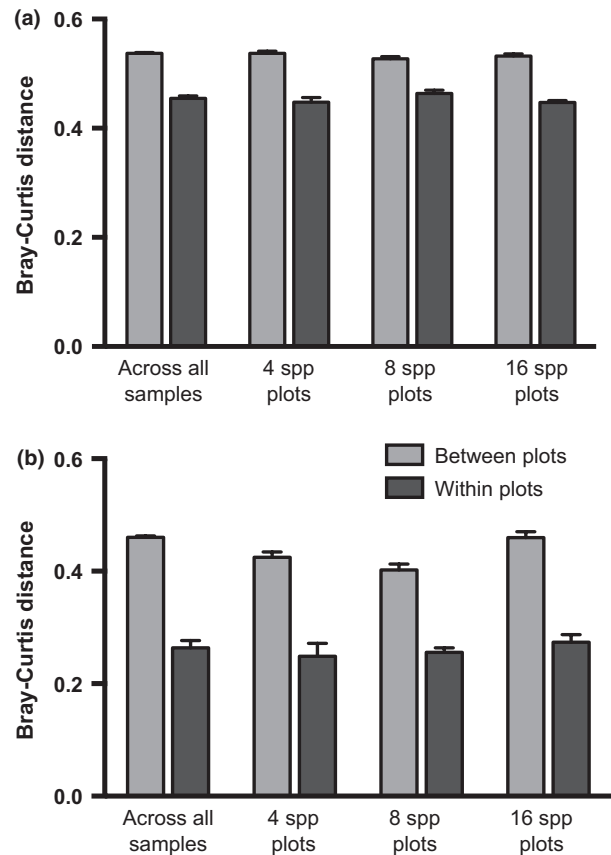 (a)
0.6
0.4
0.2
0.0
Bray-Curtis distance
Across all samples
4 spp plots
8 spp plots
16 spp plots
(b)
0.6
0.4
0.2
0.0
Bray-Curtis distance
Between plots
Within plots
Across all samples
4 spp plots
8 spp plots
16 spp plots